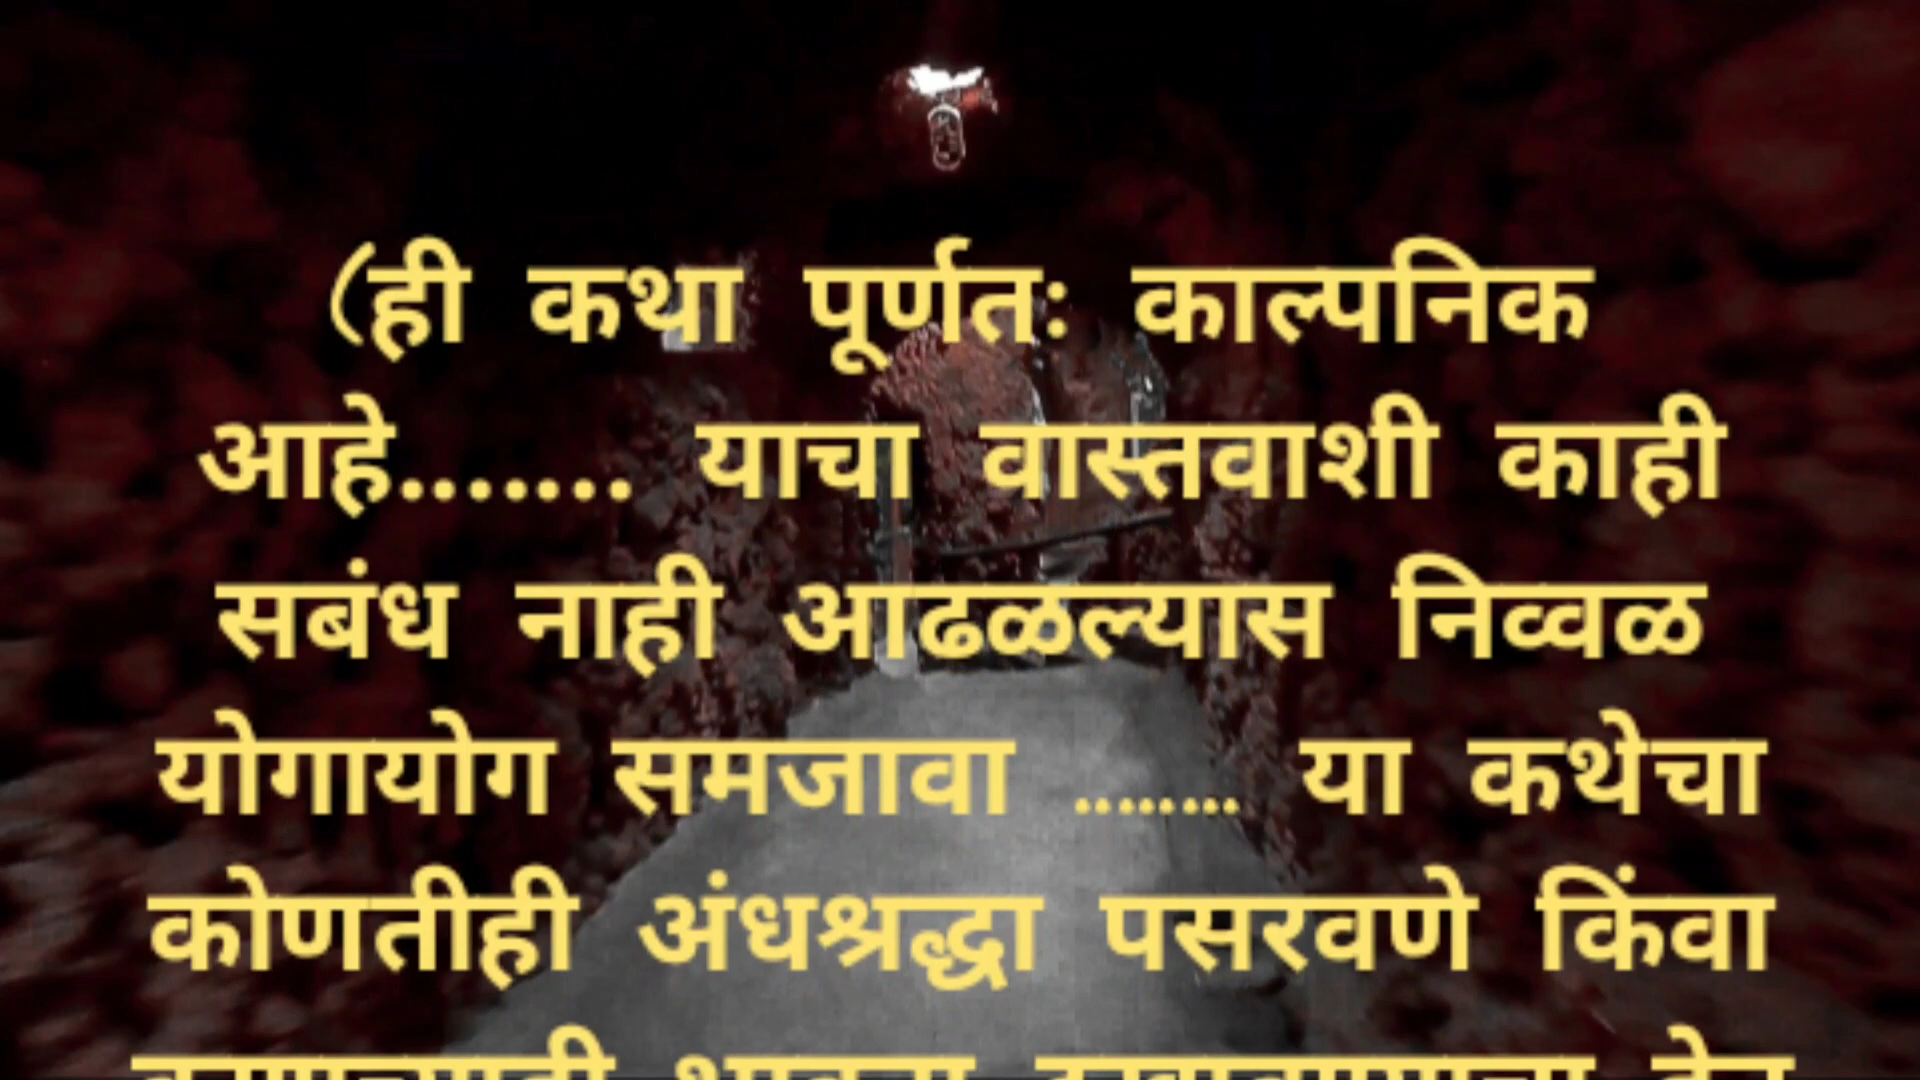 (ही कथा पूर्णतः काल्पनिक
आहे....... याचा वास्तवाशी काही
सबंध नाही आढळल्यास निव्वळ
योगायोग समजावा ........ या कथेचा
कोणतीही अंधश्रद्धा पसरवणे किंवा